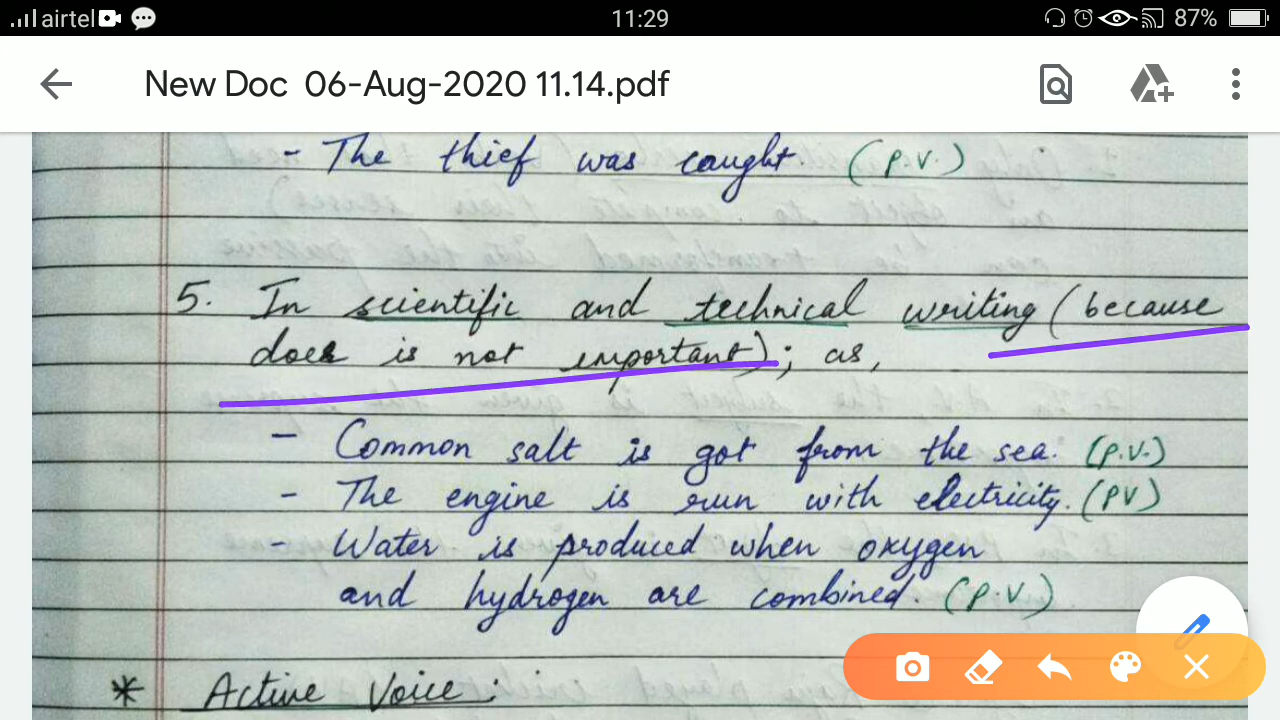 airtel 11:29 87%
New Doc 06-Aug-2020 11.14.pdf
- The thief was caught. (P.V.)
5. In scientific and technical writing (because
doer is not important); as,
- Common salt is got from the sea. (P.V.)
- The engine is run with electricity. (PV)
- Water is produced when oxygen
and hydrogen are combined. (P.V.)
* Active Voice: